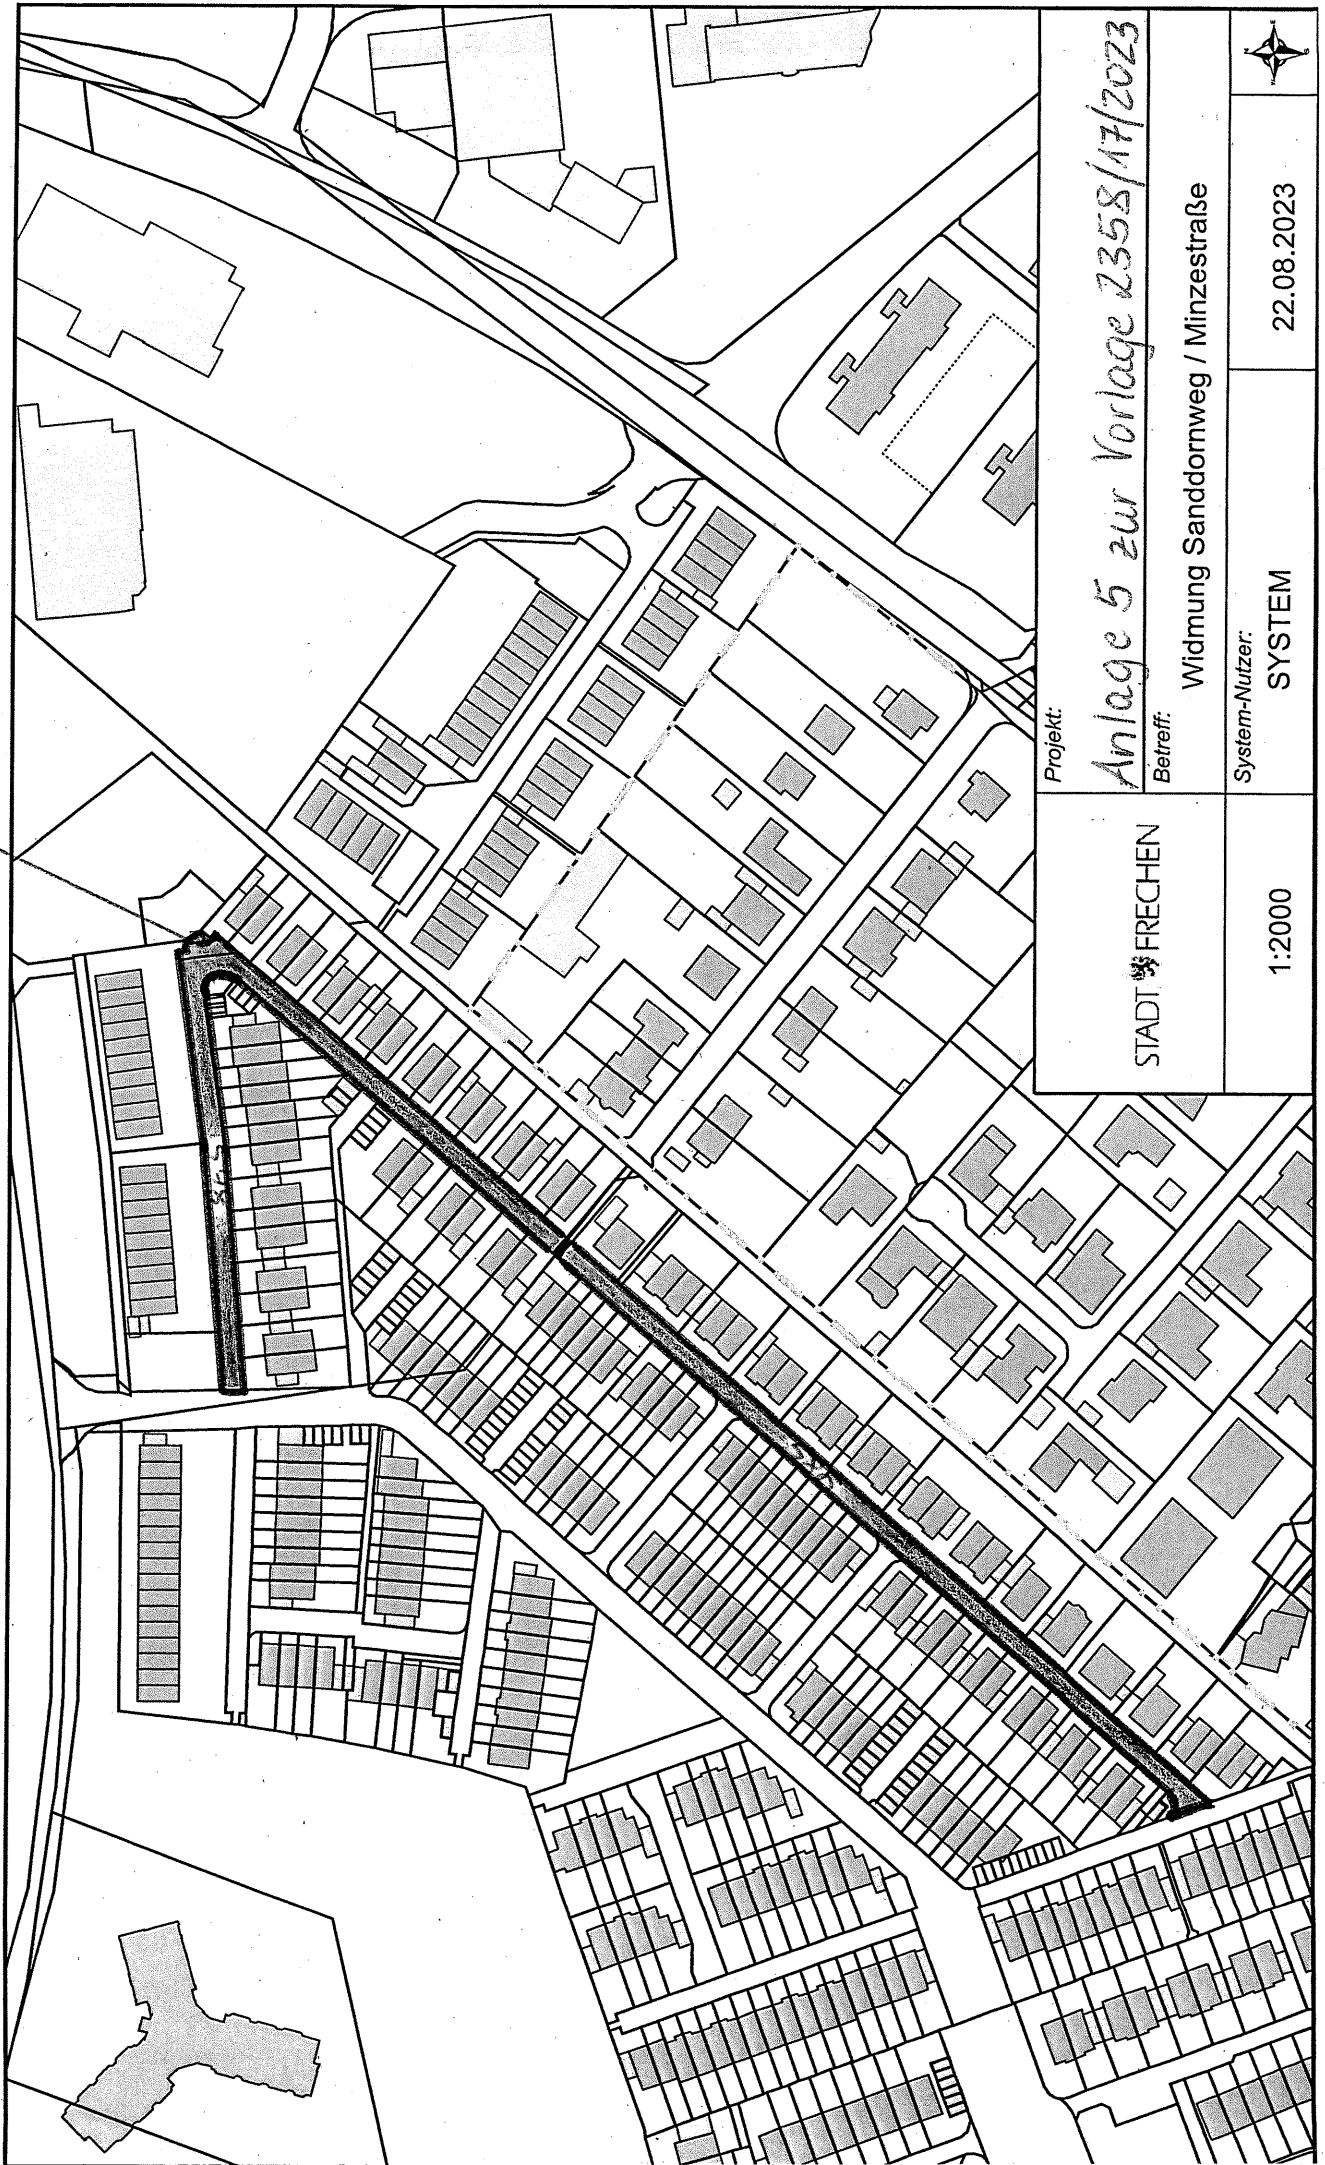 STADT FRECHEN
1:2000
Projekt:
Anlage 5 zur Vorlage 2358/17/2023
Betreff:
Widmung Sanddornweg / Minzestraße
System-Nutzer:
SYSTEM
22.08.2023